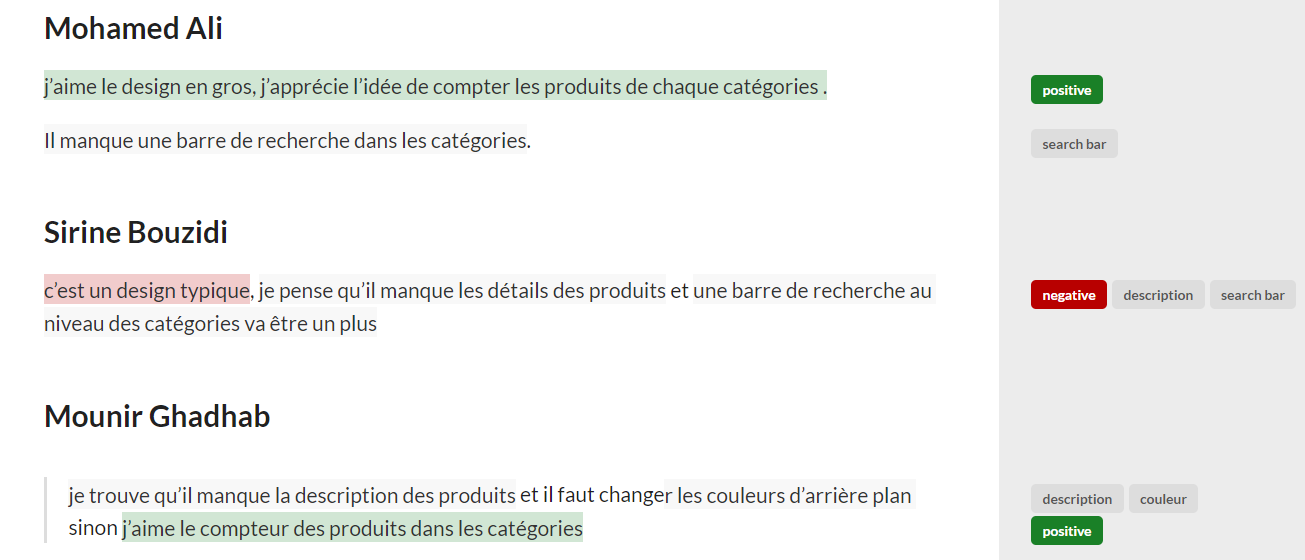 Mohamed Ali
j’aime le design en gros, j’apprécie l’idée de compter les produits de chaque catégories .
positive
Il manque une barre de recherche dans les catégories.
search bar
Sirine Bouzidi
c’est un design typique, je pense qu’il manque les détails des produits et une barre de recherche au
negative description search bar
niveau des catégories va être un plus
Mounir Ghadhab
je trouve qu’il manque la description des produits et il faut changer les couleurs d’arrière plan
description couleur
sinon j’aime le compteur des produits dans les catégories
positive